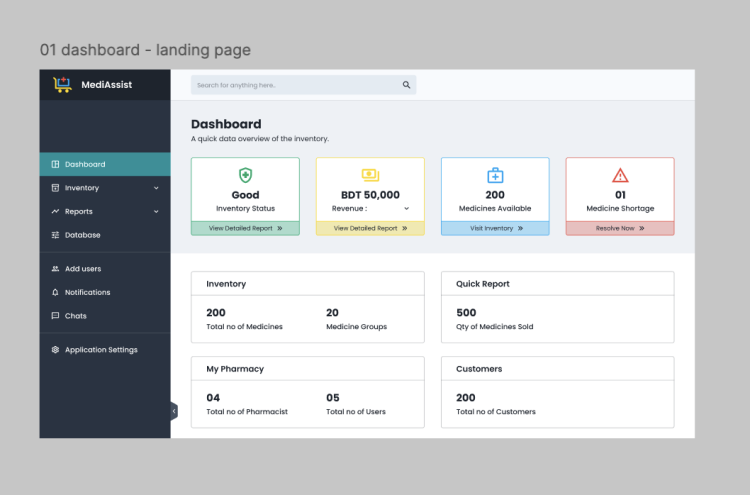 01 dashboard - landing page
MediAssist
Search for anything here..
Dashboard
Inventory
Reports
Database
Add users
Notifications
Chats
Application Settings
Dashboard
A quick data overview of the inventory.
Good
Inventory Status
View Detailed Report »
BDT 50,000
Revenue :
View Detailed Report »
200
Medicines Available
Visit Inventory »
01
Medicine Shortage
Resolve Now »
Inventory
200
Total no of Medicines
20
Medicine Groups
Quick Report
500
Qty of Medicines Sold
My Pharmacy
04
Total no of Pharmacist
05
Total no of Users
Customers
200
Total no of Customers